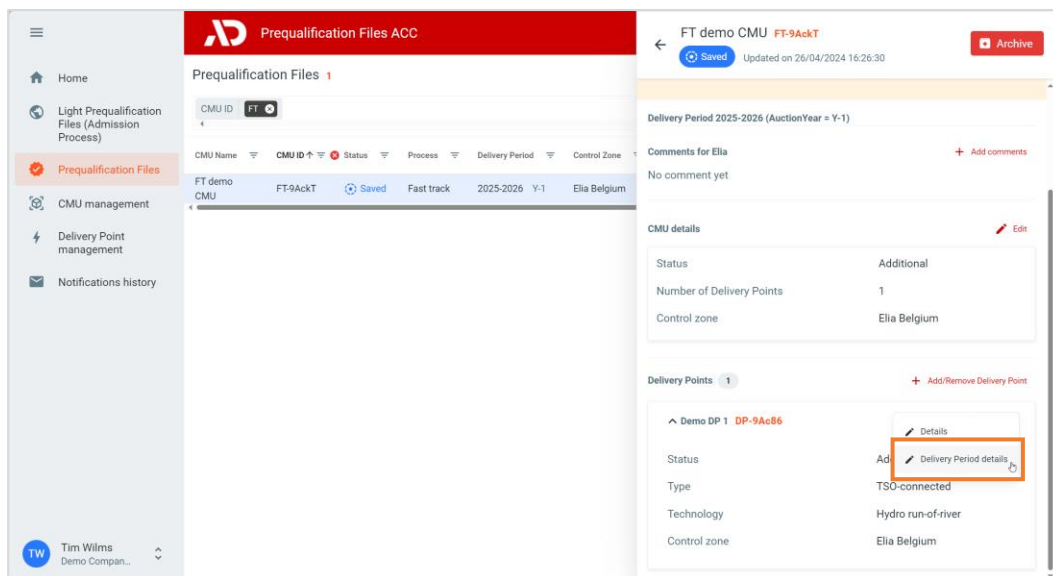 Home
Light Prequalification
Files (Admission
Process)
Prequalification Files
CMU management
Delivery Point
management
Notifications history
TW
Tim Wilms
Demo Compan...
Prequalification Files ACC
Prequalification Files 1
CMU ID FT
CMU Name CMU ID Status Process Delivery Period Control Zone
FT demo
CMU
FT-9AckT Saved Fast track 2025-2026 Y-1 Elia Belgium
FT demo CMU FT-9AckT
Saved Updated on 26/04/2024 16:26:30
Archive
Delivery Period 2025-2026 (AuctionYear = Y-1)
Comments for Elia + Add comments
No comment yet
CMU details Edit
Status Additional
Number of Delivery Points 1
Control zone Elia Belgium
Delivery Points 1 + Add/Remove Delivery Point
Demo DP 1 DP-9Ac86
Details
Delivery Period details
Status
Type TSO-connected
Technology Hydro run-of-river
Control zone Elia Belgium